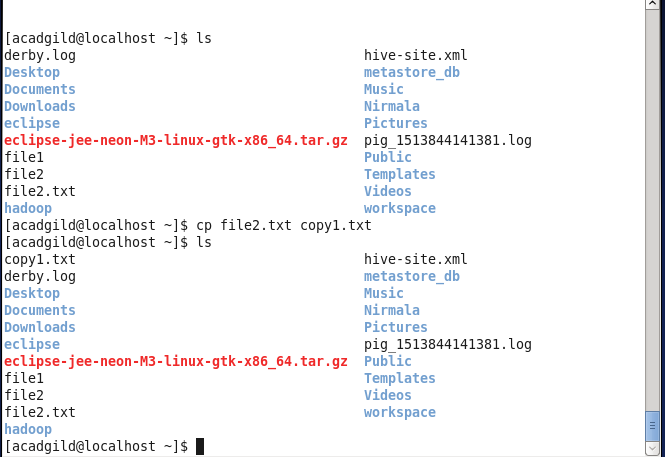 [acadgild@localhost ~]$ ls
derby.log hive-site.xml
Desktop metastore_db
Documents Music
Downloads Nirmala
eclipse Pictures
eclipse-jee-neon-M3-linux-gtk-x86_64.tar.gz pig_1513844141381.log
file1 Public
file2 Templates
file2.txt Videos
hadoop workspace
[acadgild@localhost ~]$ cp file2.txt copy1.txt
[acadgild@localhost ~]$ ls
copy1.txt hive-site.xml
derby.log metastore_db
Desktop Music
Documents Nirmala
Downloads Pictures
eclipse pig_1513844141381.log
eclipse-jee-neon-M3-linux-gtk-x86_64.tar.gz Public
file1 Templates
file2 Videos
file2.txt workspace
hadoop
[acadgild@localhost ~]$